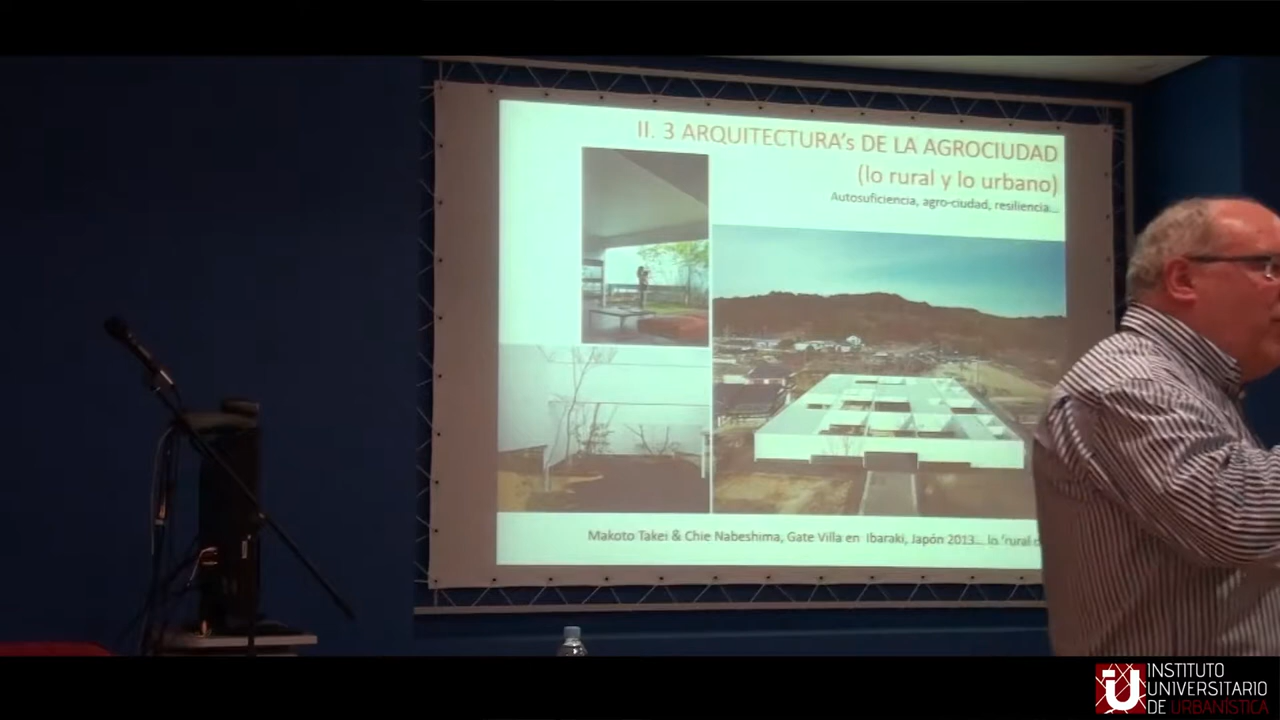 II. 3 ARQUITECTURA's DE LA AGROCIUDAD
(lo rural y lo urbano)
Autosuficiencia, agro-ciudad, resiliencia...
Makoto Takei & Chie Nabeshima, Gate Villa en Ibaraki, Japón 2013... lo 'rural
INSTITUTO
UNIVERSITARIO
DE URBANÍSTICA